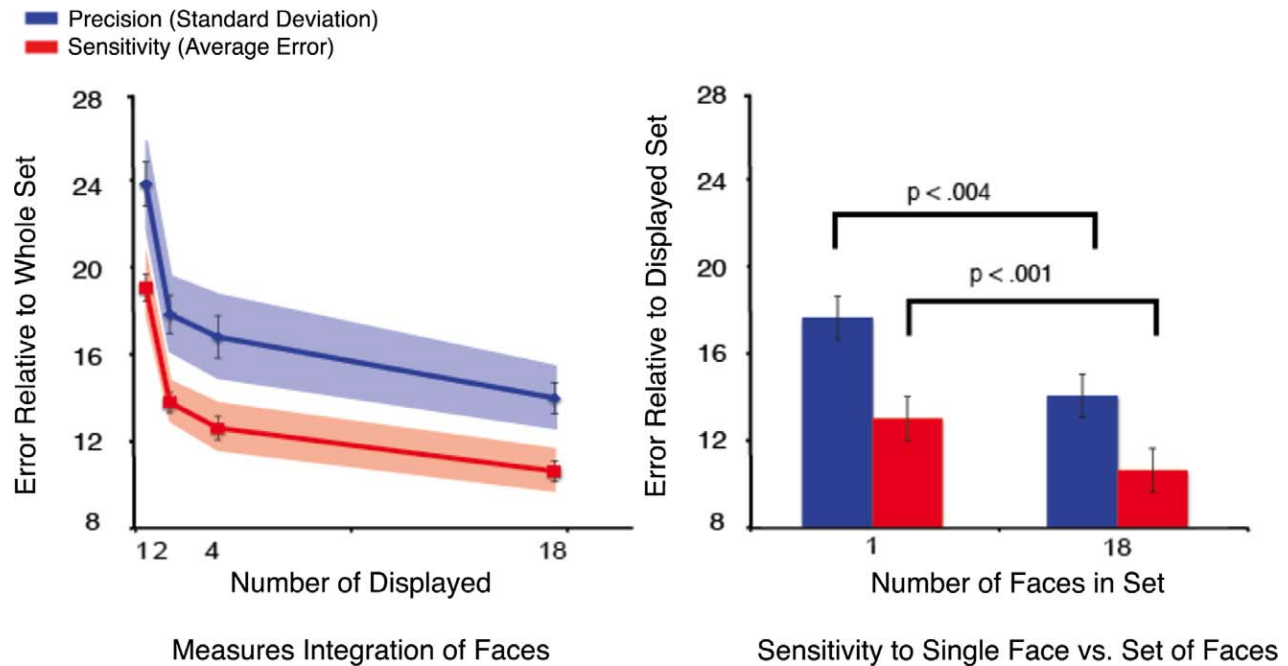 Precision (Standard Deviation)
Sensitivity (Average Error)
Error Relative to Whole Set
28
24
20
16
12
8
1 2 4 18
Number of Displayed
Measures Integration of Faces
Error Relative to Displayed Set
28
24
20
16
12
8
p < .004
p < .001
1 18
Number of Faces in Set
Sensitivity to Single Face vs. Set of Faces